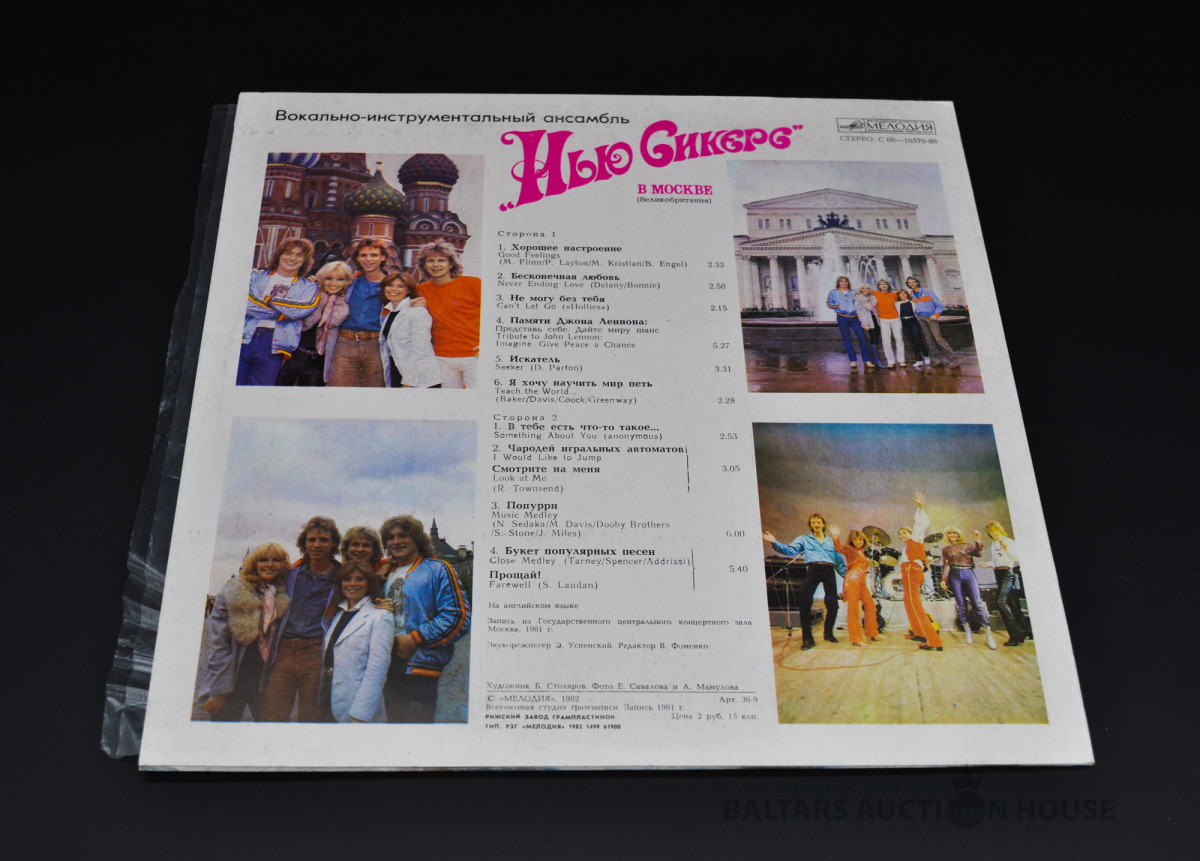 Вокально-инструментальный ансамбль
„Нью Сикерс”
В МОСКВЕ
(Великобритания)
МЕЛОДИЯ
СТЕРЕО: С 60—16579-80
Сторона 1
1. Хорошее настроение
Good Feelings
(M. Flinn/P. Layton/M. Kristian/B. Engel) 2.33
2. Бесконечная любовь
Never Ending Love (Delany/Bonnie) 2.50
3. Не могу без тебя
Can't Let Go («Hollies») 2.15
4. Памяти Джона Леннона:
Представь себе. Дайте миру шанс
Tribute to John Lennon:
Imagine. Give Peace a Chance 5.27
5. Искатель
Seeker (D. Parton) 3.31
6. Я хочу научить мир петь
Teach the World...
(Baker/Davis/Coock/Greenway) 2.28
Сторона 2
1. В тебе есть что-то такое...
Something About You (anonymous) 2.53
2. Чародей игральных автоматов
I Would Like to Jump
Смотрите на меня 3.05
Look at Me
(R. Townsend)
3. Попурри
Music Medley
(N. Sedaka/M. Davis/Dooby Brothers
/S. Stone/J. Miles) 6.00
4. Букет популярных песен
Close Medley (Tarney/Spencer/Addrissi)
Прощай! 5.40
Farewell (S. Laudan)
На английском языке
Запись из Государственного центрального концертного зала
Москва, 1981 г.
Звукорежиссер Э. Успенский. Редактор В. Фоменко
Художник Б. Столяров. Фото Е. Савалова и А. Мамулова
© «МЕЛОДИЯ», 1982 Арт. 36-9
Всесоюзная студия грамзаписи. Запись 1981 г.
РИЖСКИЙ ЗАВОД ГРАМПЛАСТИНОК Цена 2 руб. 15 коп.
ТИП. РЗГ «МЕЛОДИЯ» 1982 1499 61900
antiques and art
BALTARS AUCTION HOUSE